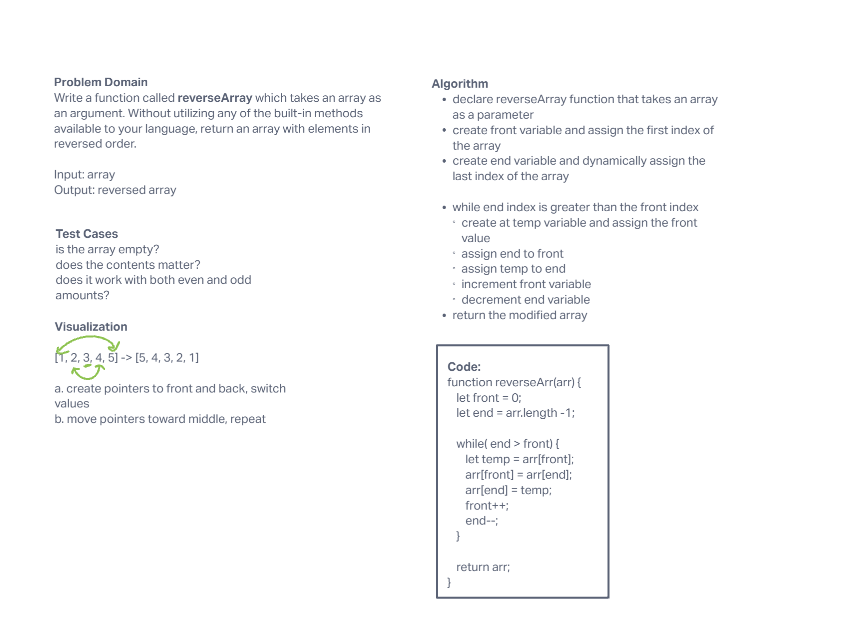 Problem Domain
Write a function called reverseArray which takes an array as
an argument. Without utilizing any of the built-in methods
available to your language, return an array with elements in
reversed order.
Input: array
Output: reversed array
Test Cases
is the array empty?
does the contents matter?
does it work with both even and odd
amounts?
Visualization
[1, 2, 3, 4, 5] -> [5, 4, 3, 2, 1]
a. create pointers to front and back, switch
values
b. move pointers toward middle, repeat
Algorithm
• declare reverseArray function that takes an array
as a parameter
• create front variable and assign the first index of
the array
• create end variable and dynamically assign the
last index of the array
• while end index is greater than the front index
• create at temp variable and assign the front
value
• assign end to front
• assign temp to end
• increment front variable
• decrement end variable
• return the modified array
Code:
function reverseArr(arr) {
let front = 0;
let end = arr.length -1;
while( end > front) {
let temp = arr[front];
arr[front] = arr[end];
arr[end] = temp;
front++;
end--;
}
return arr;
}